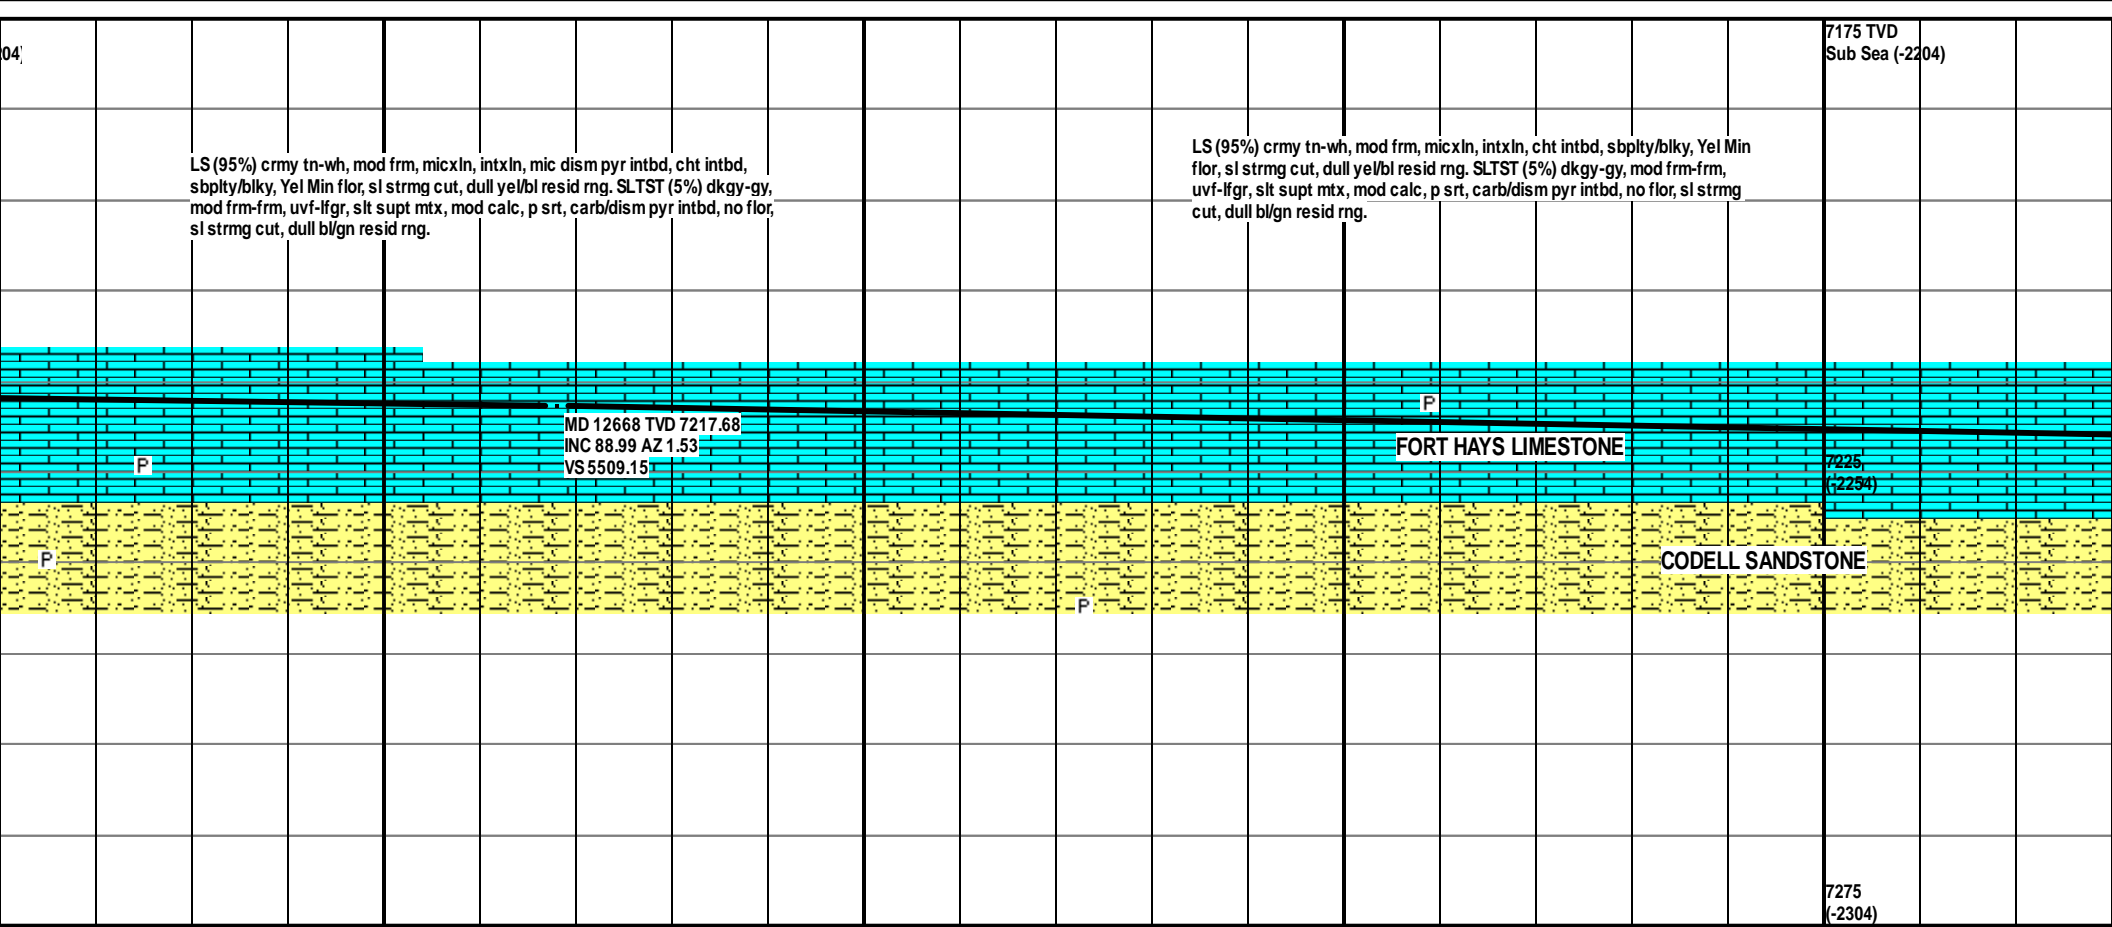 04)
7175 TVD
Sub Sea (-2204)
LS (95%) crmy tn-wh, mod frm, micxln, intxln, mic dism pyr intbd, cht intbd,
sbplty/blky, Yel Min flor, sl strmg cut, dull yel/bl resid rng. SLTST (5%) dkgy-gy,
mod frm-frm, uvf-lfgr, slt supt mtx, mod calc, p srt, carb/dism pyr intbd, no flor,
sl strmg cut, dull bl/gn resid rng.
LS (95%) crmy tn-wh, mod frm, micxln, intxln, cht intbd, sbplty/blky, Yel Min
flor, sl strmg cut, dull yel/bl resid rng. SLTST (5%) dkgy-gy, mod frm-frm,
uvf-lfgr, slt supt mtx, mod calc, p srt, carb/dism pyr intbd, no flor, sl strmg
cut, dull bl/gn resid rng.
P
MD 12668 TVD 7217.68
INC 88.99 AZ 1.53
VS 5509.15
P
FORT HAYS LIMESTONE
7225
(-2254)
P
CODELL SANDSTONE
P
7275
(-2304)